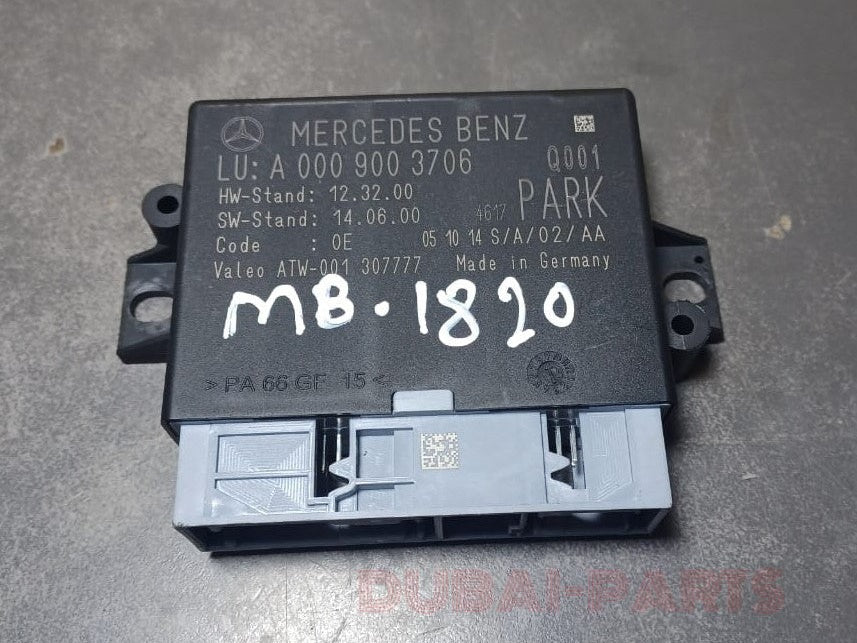 MERCEDES BENZ
LU: A 000 900 3706 Q001
HW-Stand: 12.32.00
SW-Stand: 14.06.00 4617 PARK
Code : 0E 05 10 14 S/A/02/AA
Valeo ATW-001 307777 Made in Germany
MB.1820
>PA 66 GF 15<
DUBAI-PARTS